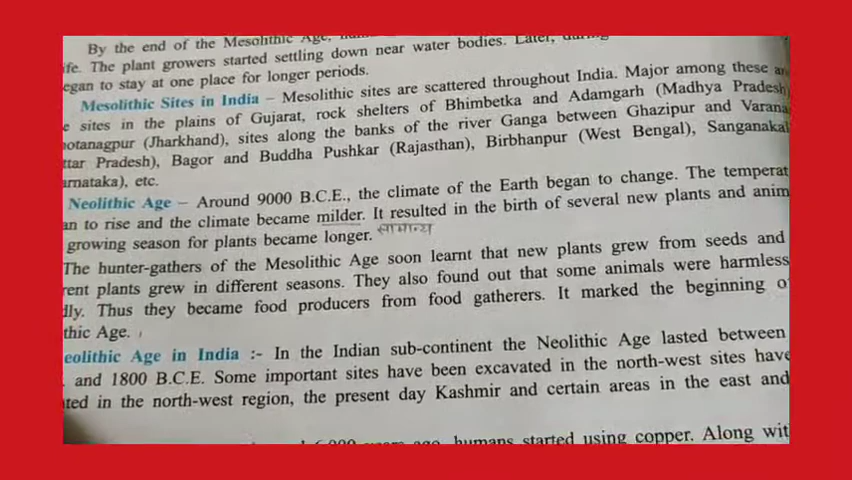 By the end of the Mesolithic Age,
ife. The plant growers started settling down near water bodies. Later, during
egan to stay at one place for longer periods.
Mesolithic Sites in India – Mesolithic sites are scattered throughout India. Major among these
e sites in the plains of Gujarat, rock shelters of Bhimbetka and Adamgarh (Madhya Pradesh
hotanagpur (Jharkhand), sites along the banks of the river Ganga between Ghazipur and Varana
ttar Pradesh), Bagor and Buddha Pushkar (Rajasthan), Birbhanpur (West Bengal), Sanganakal
arnataka), etc.
Neolithic Age – Around 9000 B.C.E., the climate of the Earth began to change. The temperat
an to rise and the climate became milder. It resulted in the birth of several new plants and anim
growing season for plants became longer. सामान्य
The hunter-gathers of the Mesolithic Age soon learnt that new plants grew from seeds and
rent plants grew in different seasons. They also found out that some animals were harmless
dly. Thus they became food producers from food gatherers. It marked the beginning o
thic Age.
eolithic Age in India :- In the Indian sub-continent the Neolithic Age lasted between
and 1800 B.C.E. Some important sites have been excavated in the north-west sites have
ated in the north-west region, the present day Kashmir and certain areas in the east and
humans started using copper. Along wit